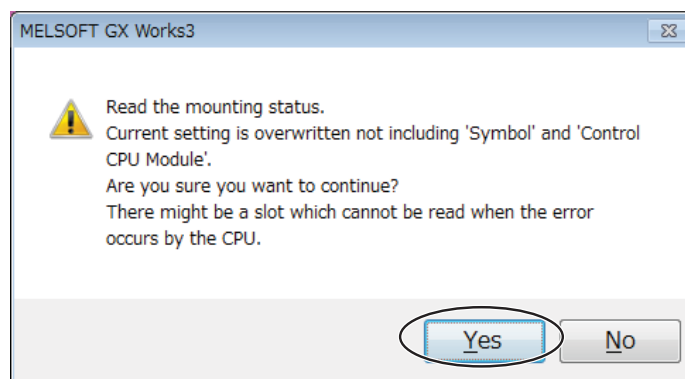 MELSOFT GX Works3
Read the mounting status.
Current setting is overwritten not including 'Symbol' and 'Control
CPU Module'.
Are you sure you want to continue?
There might be a slot which cannot be read when the error
occurs by the CPU.
Yes No